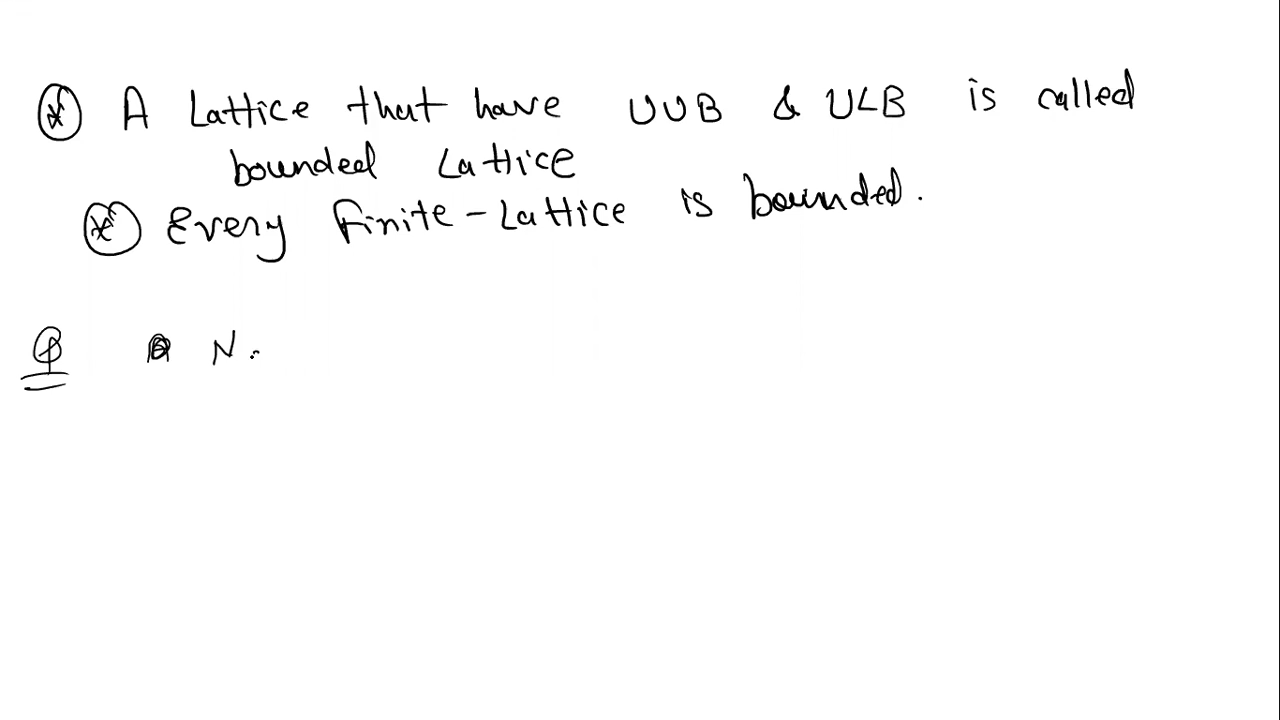 * A Lattice that have UUB & ULB is called
bounded Lattice
* Every finite-Lattice is bounded.
Q N.